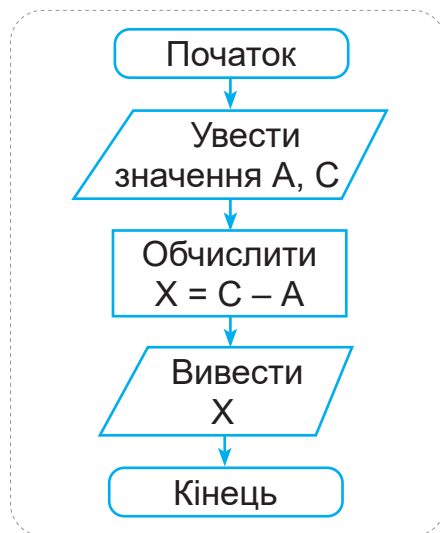 Початок
Увести
значення А, С
Обчислити
Х = С – А
Вивести
Х
Кінець